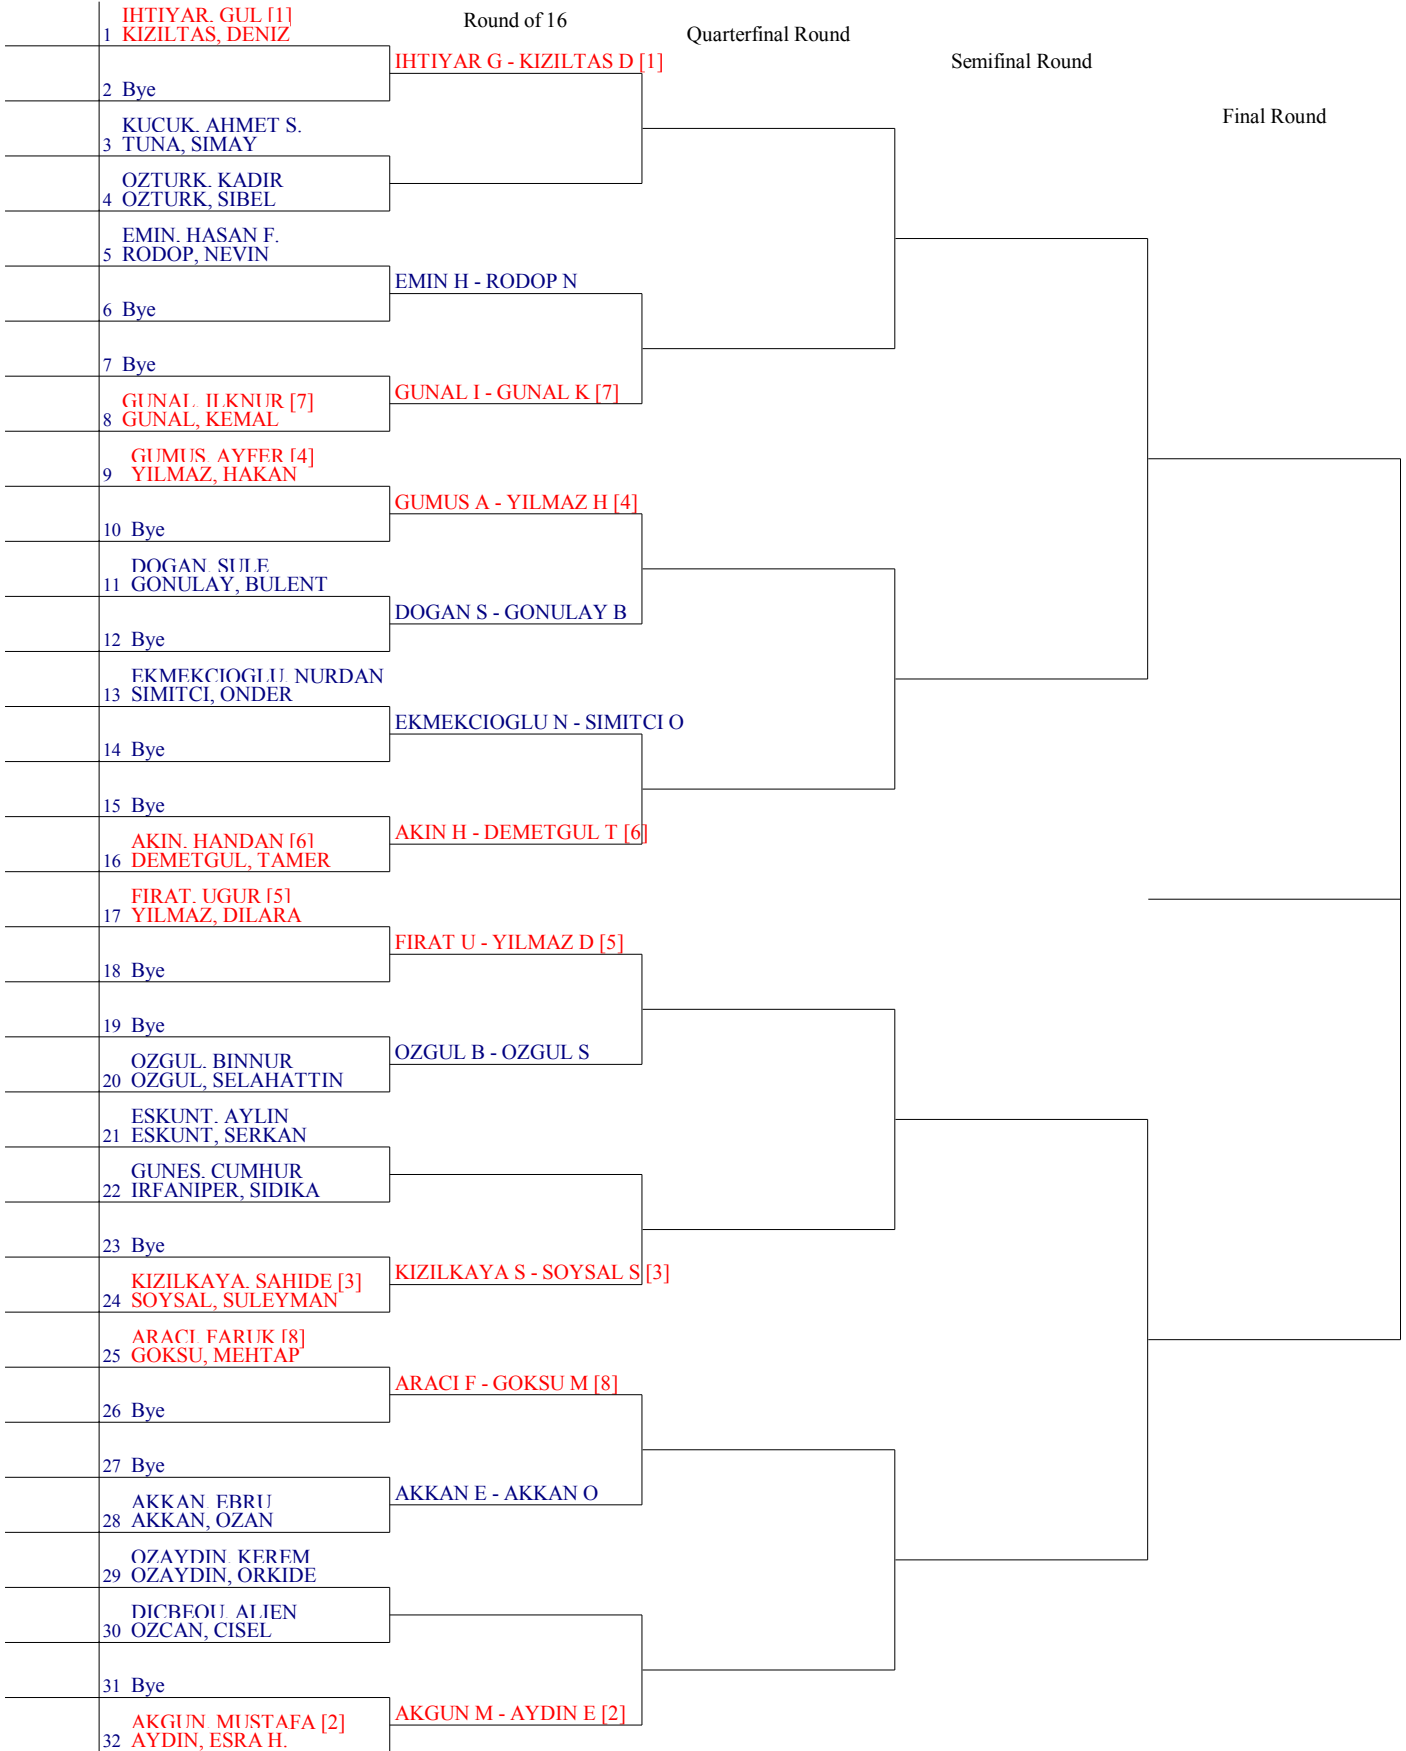 Round of 16
Quarterfinal Round
Semifinal Round
Final Round
IHTIYAR, GUL [1]
1 KIZILTAS, DENIZ
IHTIYAR G - KIZILTAS D [1]
2 Bye
KUCUK, AHMET S.
3 TUNA, SIMAY
OZTURK, KADIR
4 OZTURK, SIBEL
EMIN, HASAN F.
5 RODOP, NEVIN
EMIN H - RODOP N
6 Bye
7 Bye
GUNAL I - GUNAL K [7]
GUNAL, ILKNUR [7]
8 GUNAL, KEMAL
GUMUS, AYFER [4]
9 YILMAZ, HAKAN
GUMUS A - YILMAZ H [4]
10 Bye
DOGAN, SULE
11 GONULAY, BULENT
DOGAN S - GONULAY B
12 Bye
EKMEKCIOGLU, NURDAN
13 SIMITCI, ONDER
EKMEKCIOGLU N - SIMITCI O
14 Bye
15 Bye
AKIN H - DEMETGUL T [6]
AKIN, HANDAN [6]
16 DEMETGUL, TAMER
FIRAT, UGUR [5]
17 YILMAZ, DILARA
FIRAT U - YILMAZ D [5]
18 Bye
19 Bye
OZGUL B - OZGUL S
OZGUL, BINNUR
20 OZGUL, SELAHATTIN
ESKUNT, AYLIN
21 ESKUNT, SERKAN
GUNES, CUMHUR
22 IRFANIPER, SIDIKA
23 Bye
KIZILKAYA S - SOYSAL S [3]
KIZILKAYA, SAHIDE [3]
24 SOYSAL, SULEYMAN
ARACI, FARUK [8]
25 GOKSU, MEHTAP
ARACI F - GOKSU M [8]
26 Bye
27 Bye
AKKAN E - AKKAN O
AKKAN, EBRU
28 AKKAN, OZAN
OZAYDIN, KEREM
29 OZAYDIN, ORKIDE
DICBEOU, ALIEN
30 OZCAN, CISEL
31 Bye
AKGUN M - AYDIN E [2]
AKGUN, MUSTAFA [2]
32 AYDIN, ESRA H.